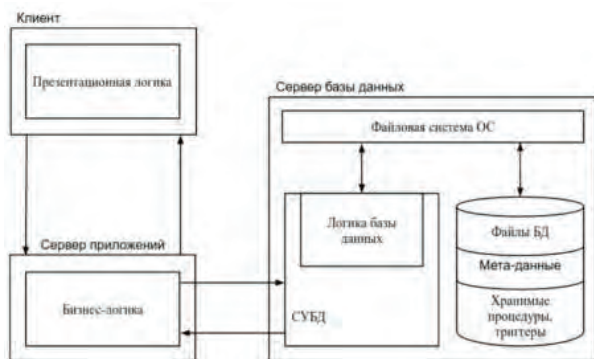 Клиент
Презентационная логика
Сервер базы данных
Файловая система ОС
Сервер приложений
Бизнес-логика
Логика базы
данных
СУБД
Файлы БД
Мета-данные
Хранимые
процедуры,
триггеры